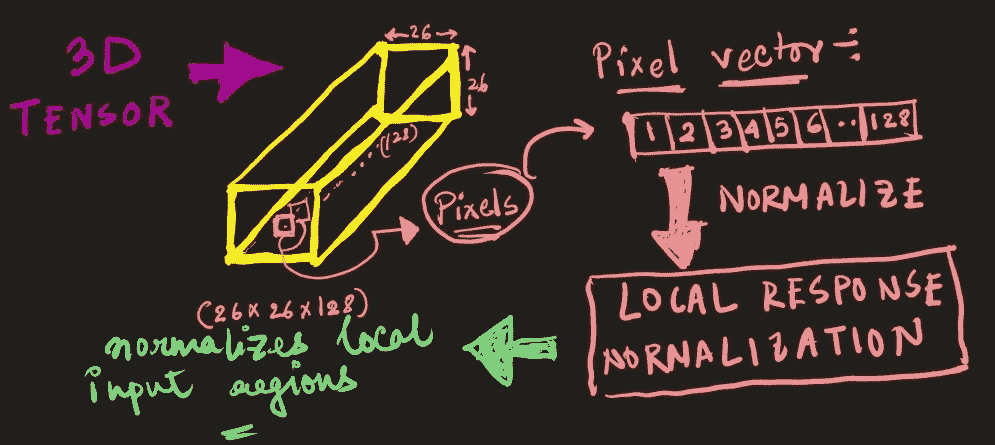 3D
TENSOR
26
26
(128)
(26×26×128)
Pixels
Pixel vector :-
1 2 3 4 5 6 .. 128
NORMALIZE
LOCAL RESPONSE
NORMALIZATION
normalizes local
input regions